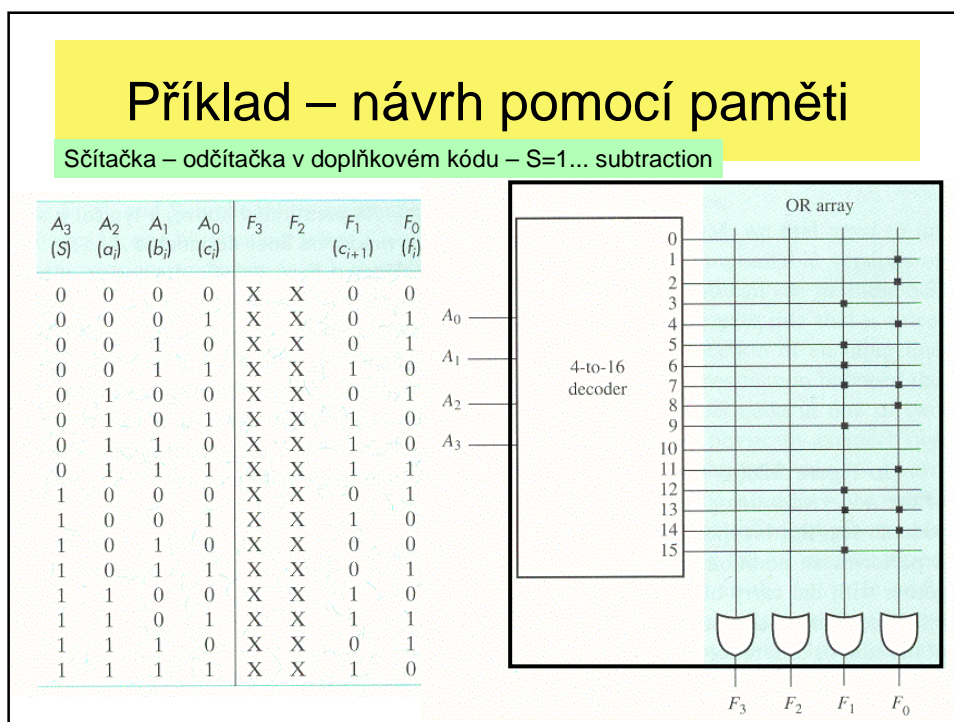 Příklad – návrh pomocí paměti
Sčítačka – odčítačka v doplňkovém kódu – S=1... subtraction
A3 A2 A1 A0 F3 F2 F1 F0
(S) (ai) (bi) (ci) (ci+1) (fi)
0 0 0 0 X X 0 0
0 0 0 1 X X 0 1
0 0 1 0 X X 0 1
0 0 1 1 X X 1 0
0 1 0 0 X X 0 1
0 1 0 1 X X 1 0
0 1 1 0 X X 1 0
0 1 1 1 X X 1 1
1 0 0 0 X X 0 1
1 0 0 1 X X 1 0
1 0 1 0 X X 0 0
1 0 1 1 X X 0 1
1 1 0 0 X X 1 0
1 1 0 1 X X 1 1
1 1 1 0 X X 0 1
1 1 1 1 X X 1 0
OR array
A0
A1
A2
A3
4-to-16
decoder
0
1
2
3
4
5
6
7
8
9
10
11
12
13
14
15
F3 F2 F1 F0